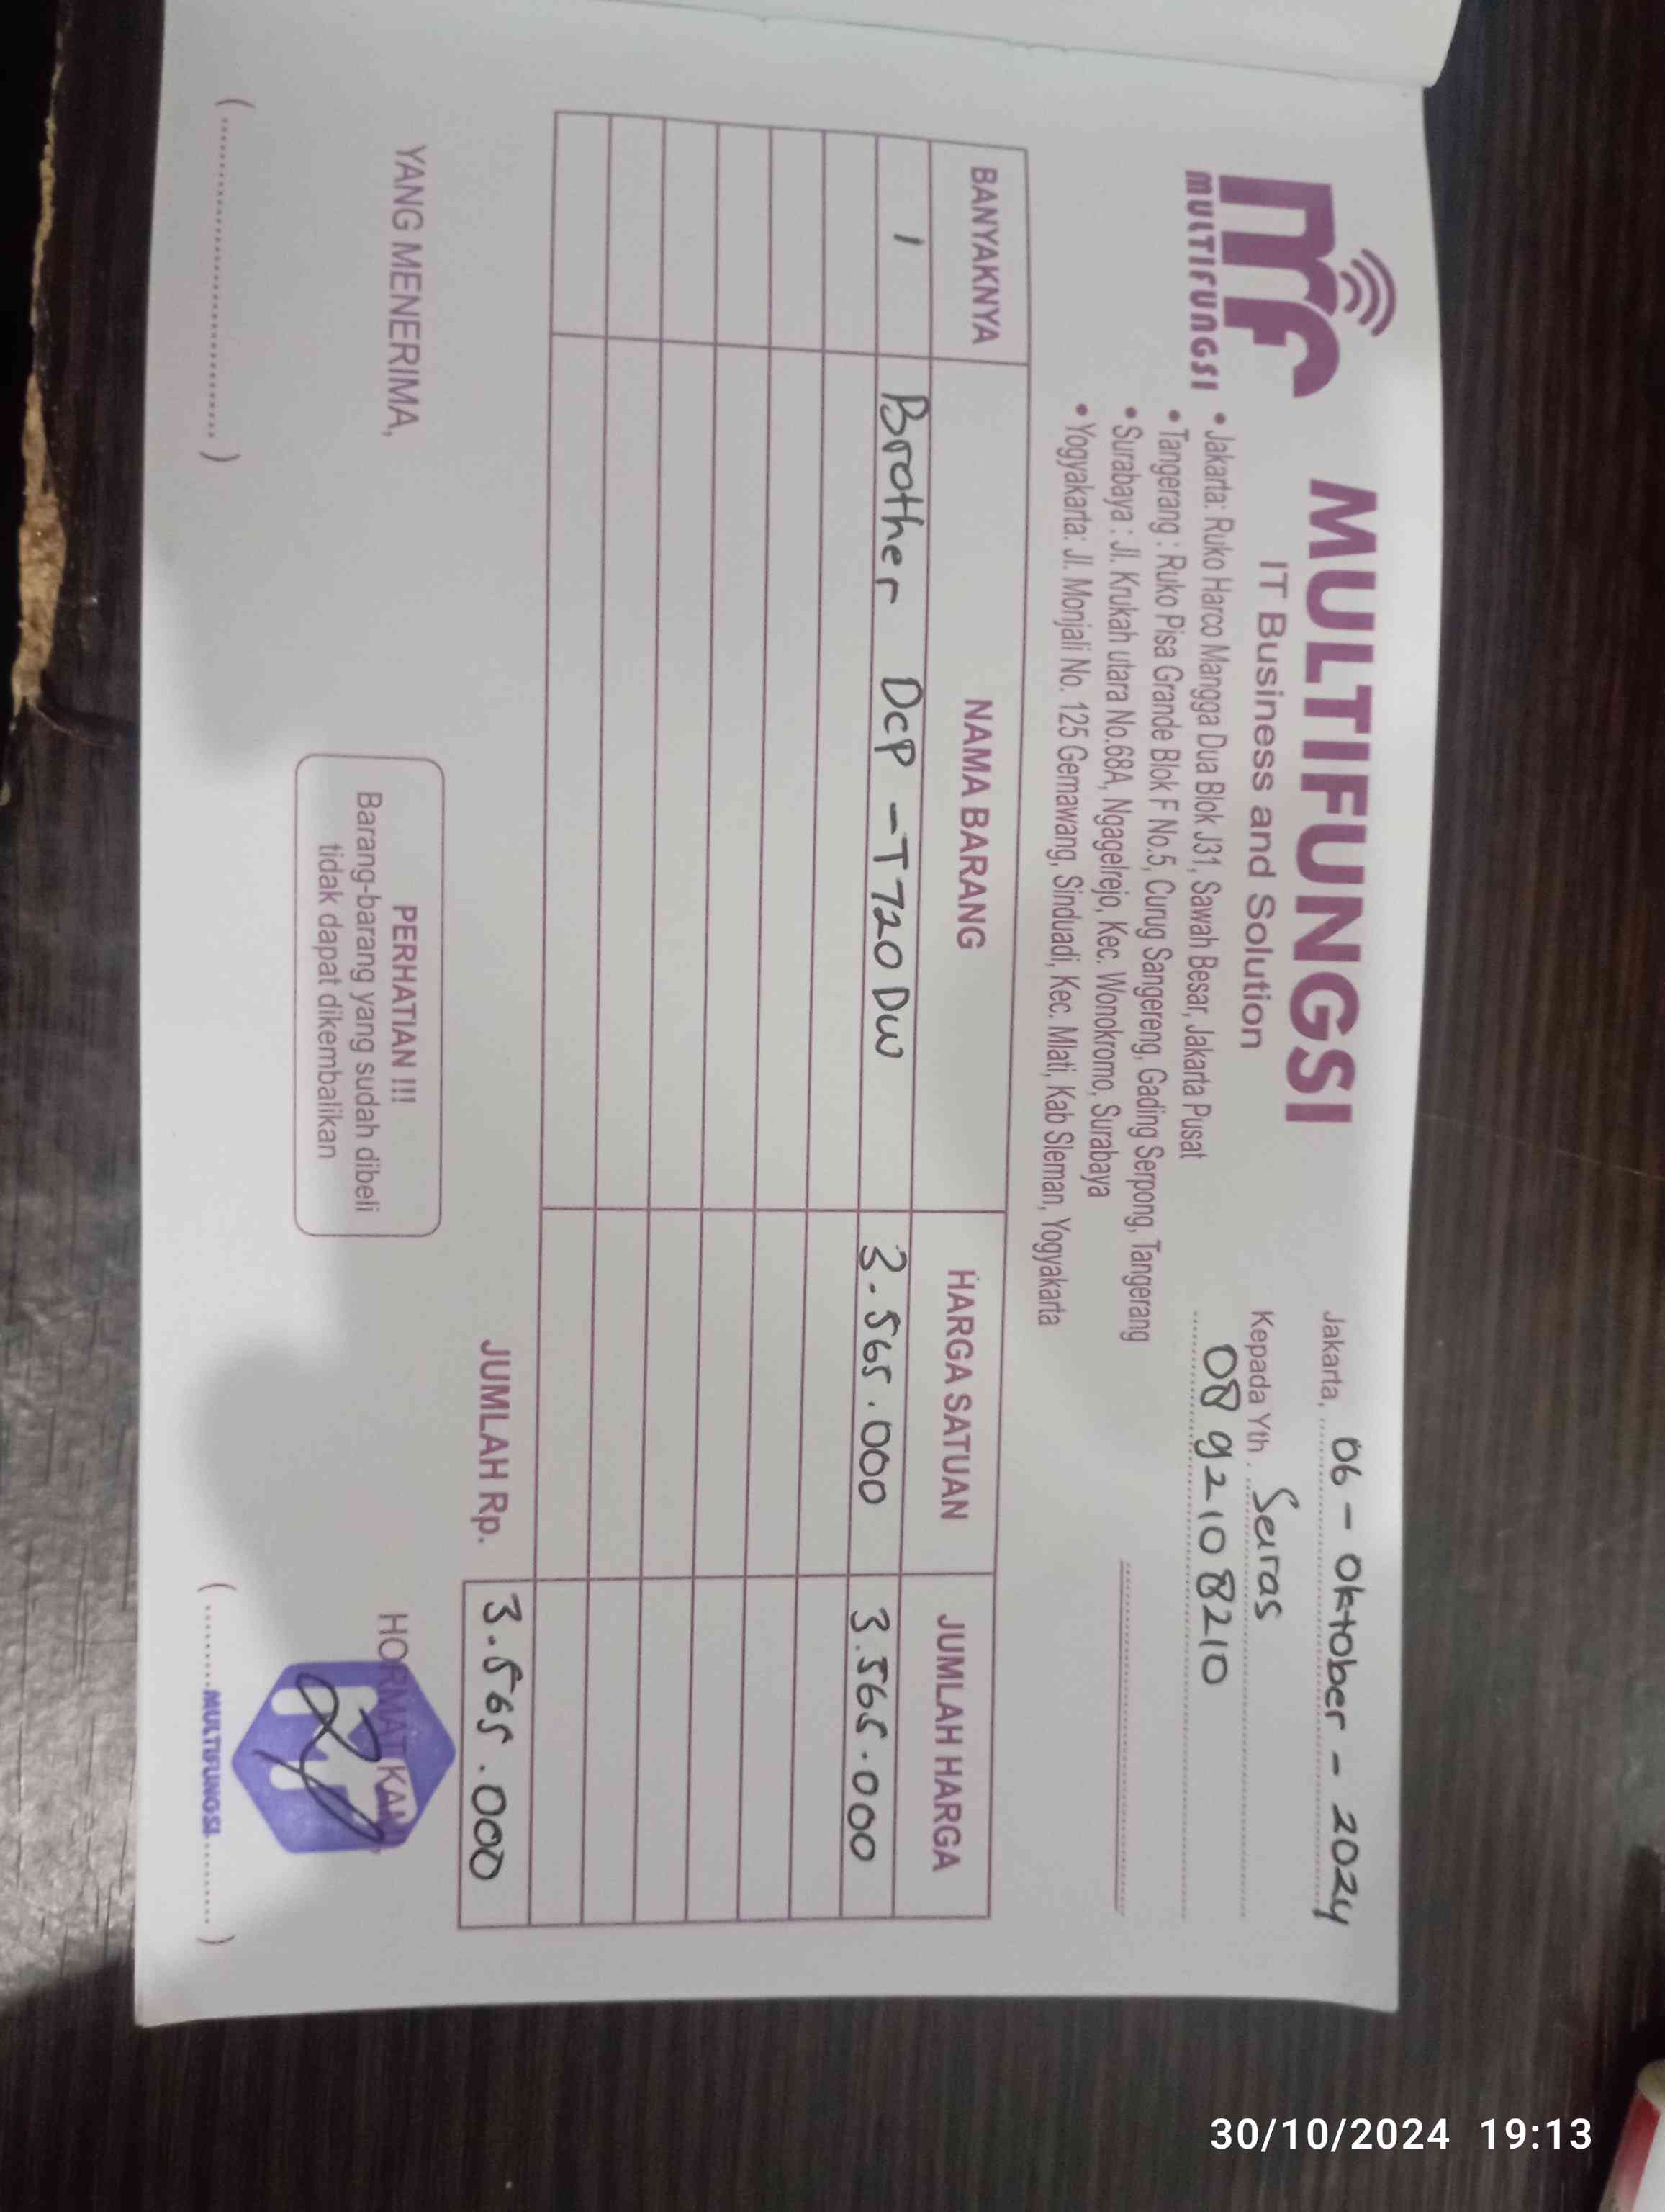 MULTIFUNGSI
MULTIFUNGSI
IT Business and Solution
• Jakarta: Ruko Harco Mangga Dua Blok J31, Sawah Besar, Jakarta Pusat
• Tangerang : Ruko Pisa Grande Blok F No.5, Curug Sangereng, Gading Serpong, Tangerang
• Surabaya : Jl. Krukah utara No.68A, Ngagelrejo, Kec. Wonokromo, Surabaya
• Yogyakarta: Jl. Monjali No. 125 Gemawang, Sinduadi, Kec. Mlati, Kab Sleman, Yogyakarta
Jakarta, 06 - Oktober - 2024
Kepada Yth. Seras
08 92108210
BANYAKNYA NAMA BARANG HARGA SATUAN JUMLAH HARGA
1 Brother DCP -T720 DW 3.565.000 3.565.000
JUMLAH Rp. 3.565.000
YANG MENERIMA,
PERHATIAN !!!
Barang-barang yang sudah dibeli
tidak dapat dikembalikan
HORMAT KAMI
(.................................)
(........MULTIFUNGSI........)
30/10/2024 19:13